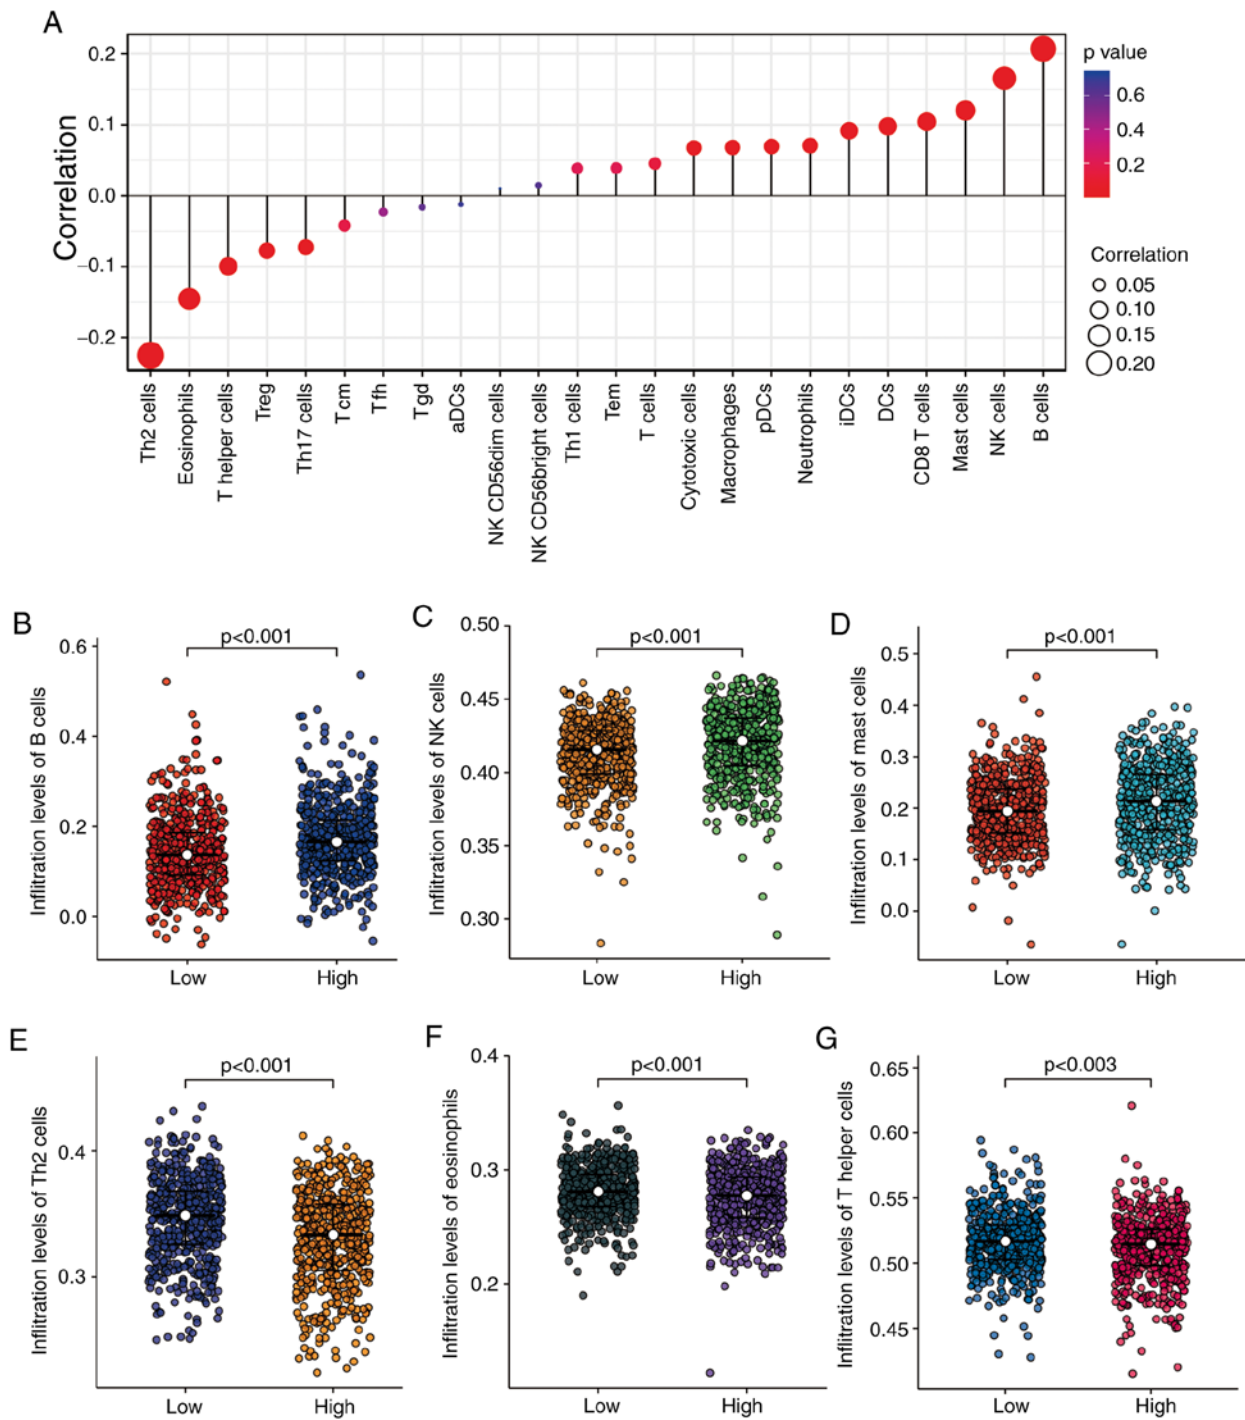 A
Correlation
0.2
0.1
0.0
−0.1
−0.2
Th2 cells
Eosinophils
T helper cells
Treg
Th17 cells
T cm
Tfh
Tgd
aDCs
NK CD56dim cells
NK CD56bright cells
Th1 cells
Tem
T cells
Cytotoxic cells
Macrophages
pDCs
Neutrophils
iDCs
DCs
CD8 T cells
Mast cells
NK cells
B cells
p value
0.6
0.4
0.2
Correlation
0.05
0.10
0.15
0.20
B
Inflitration levels of B cells
0.6
0.4
0.2
0.0
p<0.001
Low
High
C
Inflitration levels of NK cells
0.50
0.45
0.40
0.35
0.30
p<0.001
Low
High
D
Inflitration levels of mast cells
0.5
0.4
0.3
0.2
0.1
0.0
p<0.001
Low
High
E
Inflitration levels of Th2 cells
0.4
0.3
p<0.001
Low
High
F
Inflitration levels of eosinophils
0.4
0.3
0.2
p<0.001
Low
High
G
Inflitration levels of T helper cells
0.65
0.60
0.55
0.50
0.45
p<0.003
Low
High